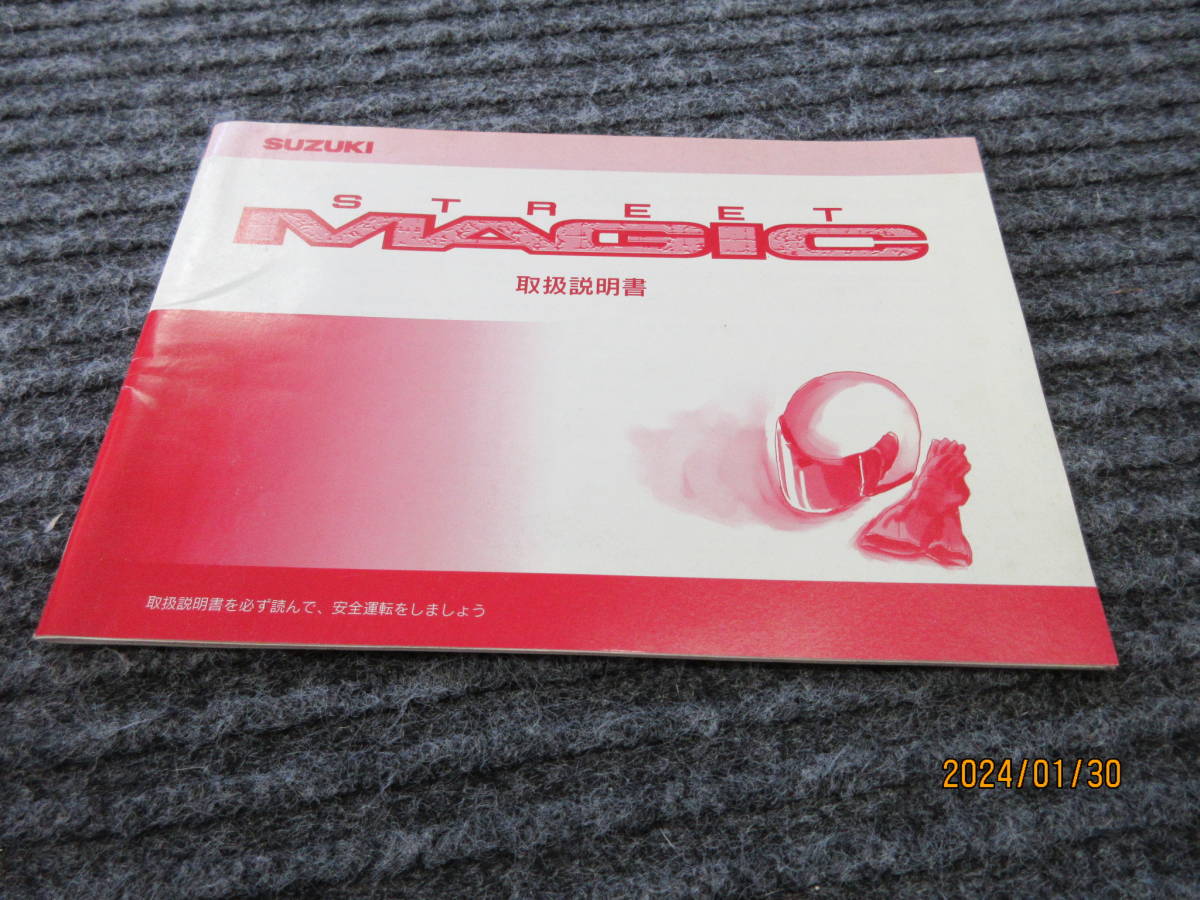 SUZUKI
STREET
MAGIC
取扱説明書
取扱説明書を必ず読んで、安全運転をしましょう
2024/01/30